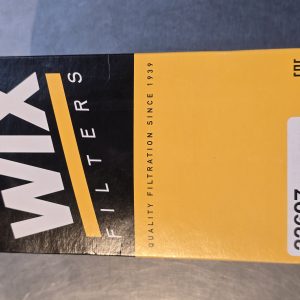 WIX
FILTERS
QUALITY FILTRATION SINCE 1939